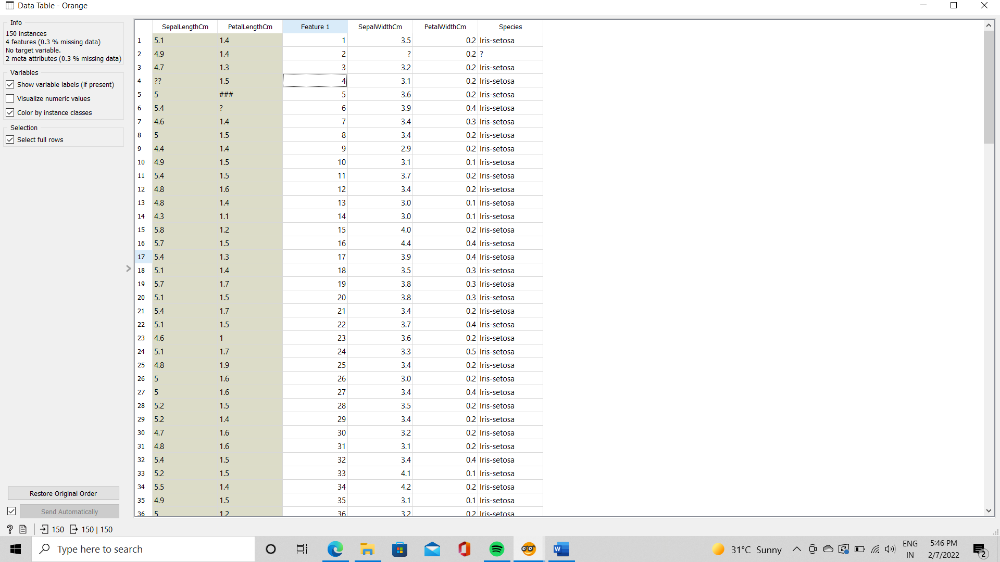 Data Table - Orange
Info
150 instances
4 features (0.3 % missing data)
No target variable.
2 meta attributes (0.3 % missing data)
Variables
Show variable labels (if present)
Visualize numeric values
Color by instance classes
Selection
Select full rows
SepalLengthCm PetalLengthCm Feature 1 SepalWidthCm PetalWidthCm Species
1 5.1 1.4 1 3.5 0.2 Iris-setosa
2 4.9 1.4 2 ? 0.2 ?
3 4.7 1.3 3 3.2 0.2 Iris-setosa
4 ?? 1.5 4 3.1 0.2 Iris-setosa
5 5 ### 5 3.6 0.2 Iris-setosa
6 5.4 ? 6 3.9 0.4 Iris-setosa
7 4.6 1.4 7 3.4 0.3 Iris-setosa
8 5 1.5 8 3.4 0.2 Iris-setosa
9 4.4 1.4 9 2.9 0.2 Iris-setosa
10 4.9 1.5 10 3.1 0.1 Iris-setosa
11 5.4 1.5 11 3.7 0.2 Iris-setosa
12 4.8 1.6 12 3.4 0.2 Iris-setosa
13 4.8 1.4 13 3.0 0.1 Iris-setosa
14 4.3 1.1 14 3.0 0.1 Iris-setosa
15 5.8 1.2 15 4.0 0.2 Iris-setosa
16 5.7 1.5 16 4.4 0.4 Iris-setosa
17 5.4 1.3 17 3.9 0.4 Iris-setosa
18 5.1 1.4 18 3.5 0.3 Iris-setosa
19 5.7 1.7 19 3.8 0.3 Iris-setosa
20 5.1 1.5 20 3.8 0.3 Iris-setosa
21 5.4 1.7 21 3.4 0.2 Iris-setosa
22 5.1 1.5 22 3.7 0.4 Iris-setosa
23 4.6 1 23 3.6 0.2 Iris-setosa
24 5.1 1.7 24 3.3 0.5 Iris-setosa
25 4.8 1.9 25 3.4 0.2 Iris-setosa
26 5 1.6 26 3.0 0.2 Iris-setosa
27 5 1.6 27 3.4 0.4 Iris-setosa
28 5.2 1.5 28 3.5 0.2 Iris-setosa
29 5.2 1.4 29 3.4 0.2 Iris-setosa
30 4.7 1.6 30 3.2 0.2 Iris-setosa
31 4.8 1.6 31 3.1 0.2 Iris-setosa
32 5.4 1.5 32 3.4 0.4 Iris-setosa
33 5.2 1.5 33 4.1 0.1 Iris-setosa
34 5.5 1.4 34 4.2 0.2 Iris-setosa
35 4.9 1.5 35 3.1 0.1 Iris-setosa
36 5 1.2 36 3.2 0.2 Iris-setosa
Restore Original Order
Send Automatically
? 150 150 | 150
Type here to search
W
31°C Sunny
ENG
IN
5:46 PM
2/7/2022
2